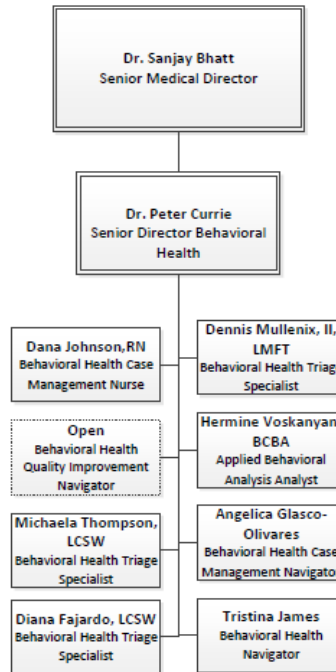 Dr. Sanjay Bhatt
Senior Medical Director
Dr. Peter Currie
Senior Director Behavioral
Health
Dana Johnson,RN
Behavioral Health Case
Management Nurse
Dennis Mullenix, II,
LMFT
Behavioral Health Triage
Specialist
Open
Behavioral Health
Quality Improvement
Navigator
Hermine Voskanyan,
BCBA
Applied Behavioral
Analysis Analyst
Michaela Thompson,
LCSW
Behavioral Health Triage
Specialist
Angelica Glasco-
Olivares
Behavioral Health Case
Management Navigator
Diana Fajardo, LCSW
Behavioral Health Triage
Specialist
Tristina James
Behavioral Health
Navigator